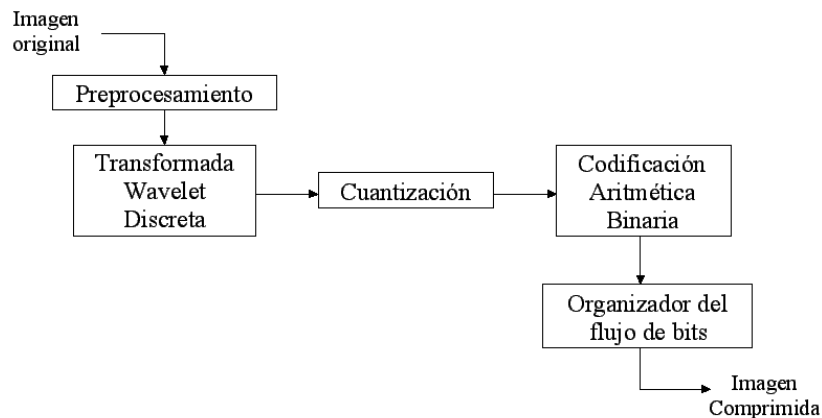 Imagen
original
Preprocesamiento
Transformada
Wavelet
Discreta
Cuantización
Codificación
Aritmética
Binaria
Organizador del
flujo de bits
Imagen
Comprimida